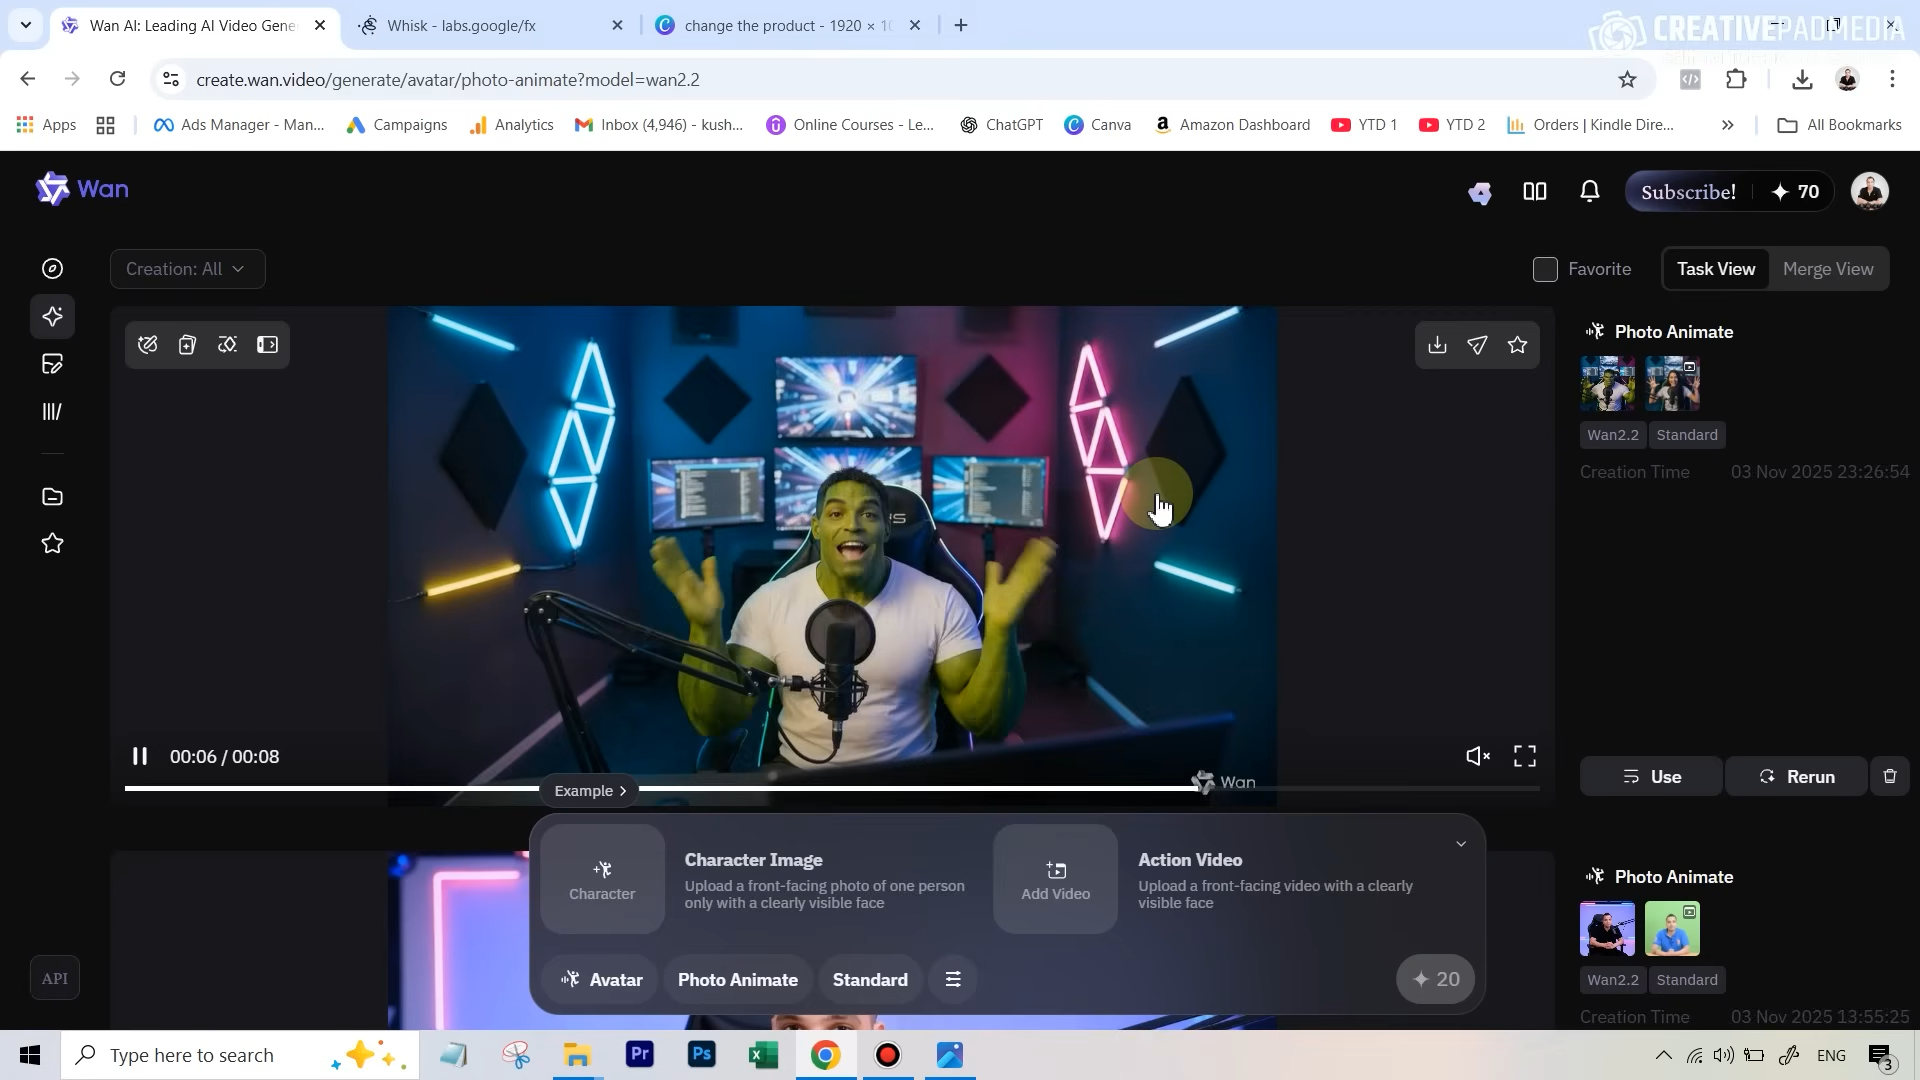 Wan AI: Leading AI Video Gene
Whisk - labs.google/fx
change the product - 1920 × 10
CREATIVEPADMEDIA
create.wan.video/generate/avatar/photo-animate?model=wan2.2
Apps
Ads Manager - Man...
Campaigns
Analytics
Inbox (4,946) - kush...
Online Courses - Le...
ChatGPT
Canva
Amazon Dashboard
YTD 1
YTD 2
Orders | Kindle Dire...
All Bookmarks
Wan
Subscribe!
70
Creation: All
Favorite
Task View
Merge View
Photo Animate
Wan2.2
Standard
Creation Time
03 Nov 2025 23:26:54
00:06 / 00:08
Wan
Use
Rerun
Example
Character
Character Image
Upload a front-facing photo of one person
only with a clearly visible face
Add Video
Action Video
Upload a front-facing video with a clearly
visible face
Avatar
Photo Animate
Standard
20
Photo Animate
Wan2.2
Standard
Creation Time
03 Nov 2025 13:55:25
API
Type here to search
Pr
Ps
ENG
3